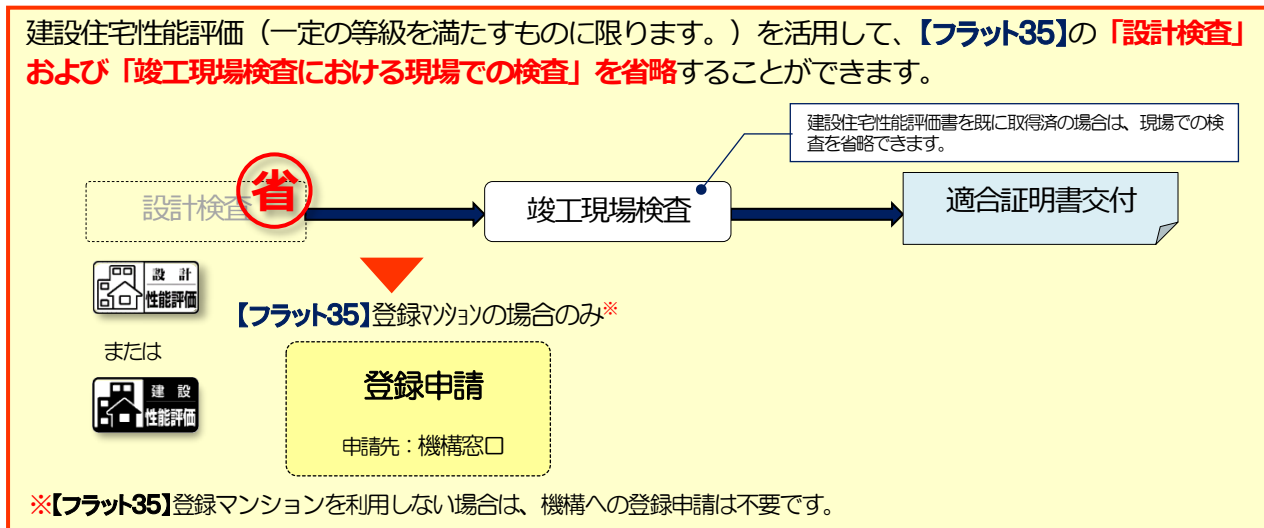 建設住宅性能評価（一定の等級を満たすものに限ります。）を活用して、【フラット35】の「設計検査」
および「竣工現場検査における現場での検査」を省略することができます。
建設住宅性能評価書を既に取得済の場合は、現場での検
査を省略できます。
設計検査
省
竣工現場検査
適合証明書交付
設計
性能評価
【フラット35】登録マンションの場合のみ※
または
建設
性能評価
登録申請
申請先：機構窓口
※【フラット35】登録マンションを利用しない場合は、機構への登録申請は不要です。